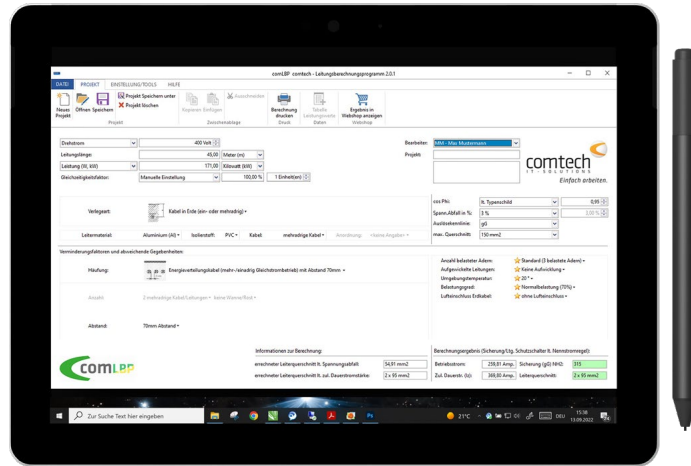 comLBP comtech - Leitungsberechnungsprogramm 2.0.1
DATEI PROJEKT EINSTELLUNG/TOOLS HILFE
Neues Projekt Öffnen Speichern Projekt Speichern unter
Projekt löschen
Kopieren Einfügen Ausschneiden
Berechnung drucken Tabelle Leistungswerte Ergebnis in Webshop anzeigen
Projekt Zwischenablage Druck Daten Webshop
Drehstrom 400 Volt
Leitungslänge: 45,00 Meter (m)
Leistung (W, kW) 171,00 Kilowatt (kW)
Gleichzeitigkeitsfaktor: Manuelle Einstellung 100,00 % 1 Einheit(en)
Bearbeiter: MM - Max Mustermann
Projekt:
comtech
IT - SOLUTIONS
Einfach arbeiten.
Verlegeart: Kabel in Erde (ein- oder mehradrig)
Leitermaterial: Aluminium (Al) Isolierstoff: PVC Kabel: mehradrige Kabel Anordnung: <keine Angabe>
cos Phi: lt. Typenschild 0,95
Spann.Abfall in %: 3 % 3,00 %
Auslösekennlinie: gG
max. Querschnitt: 150 mm2
Verminderungsfaktoren und abweichende Gegebenheiten:
Häufung: Energieverteilungskabel (mehr-/einadrig Gleichstrombetrieb) mit Abstand 70mm
Anzahl: 2 mehradrige Kabel/Leitungen
Abstand: 70mm Abstand
Anzahl belasteter Adern: Standard (3 belastete Adern)
Aufgewickelte Leitungen: Keine Aufwicklung
Umgebungstemperatur: 20 °
Belastungsgrad: Normalbelastung (70%)
Lufteinschluss Erdkabel: ohne Lufteinschluss
comLBP
Informationen zur Berechnung:
errechneter Leiterquerschnitt lt. Spannungsabfall: 54,91 mm2
errechneter Leiterquerschnitt lt. zul. Dauerstromstärke: 2 x 95 mm2
Berechnungsergebnis (Sicherung/Ltg. Schutzschalter lt. Nennstromregel):
Betriebsstrom: 259,81 Amp. Sicherung (gG) NH2: 315
Zul. Dauerstr. (Iz): 369,80 Amp. Leiterquerschnitt: 2 x 95 mm2
Zur Suche Text hier eingeben
21°C DEU 15:38
13.09.2022